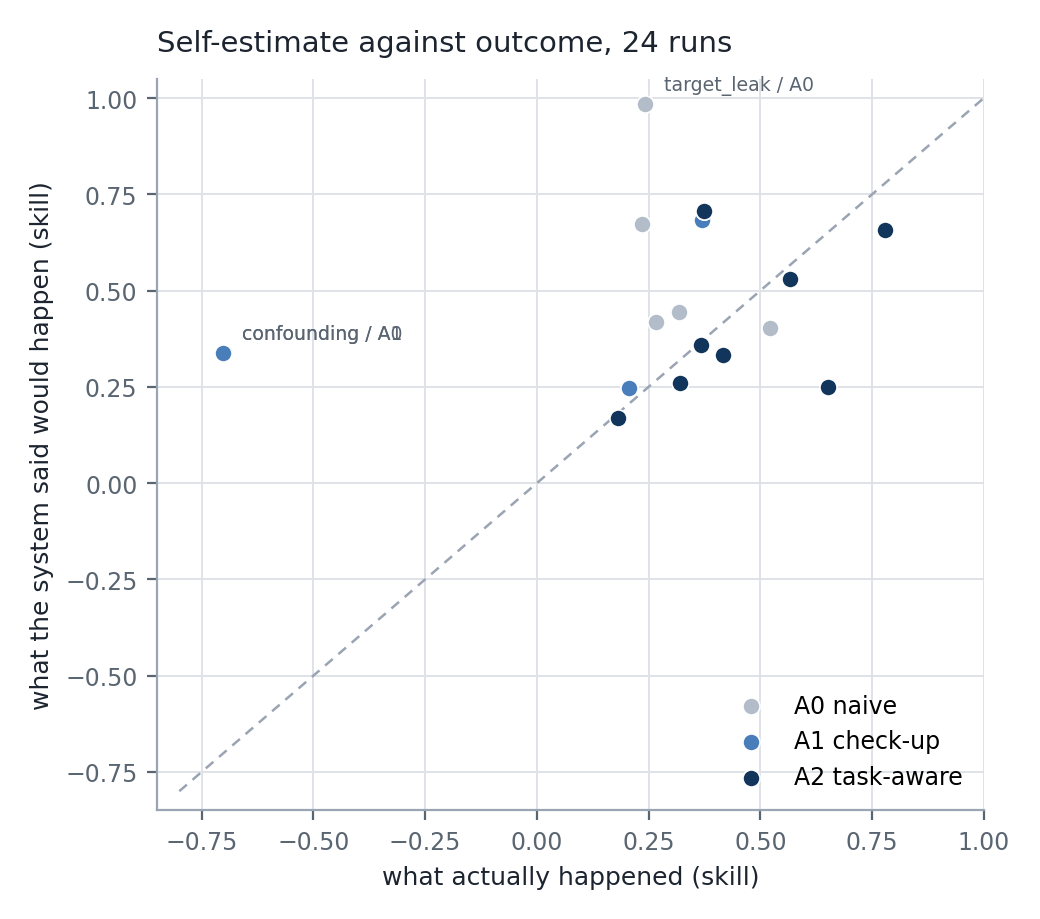 Self-estimate against outcome, 24 runs
target_leak / A0
1.00
0.75
0.50
0.25
0.00
−0.25
−0.50
−0.75
what the system said would happen (skill)
confounding /
A0 naive
A1 check-up
A2 task-aware
−0.75
−0.50
−0.25
0.00
0.25
0.50
0.75
1.00
what actually happened (skill)